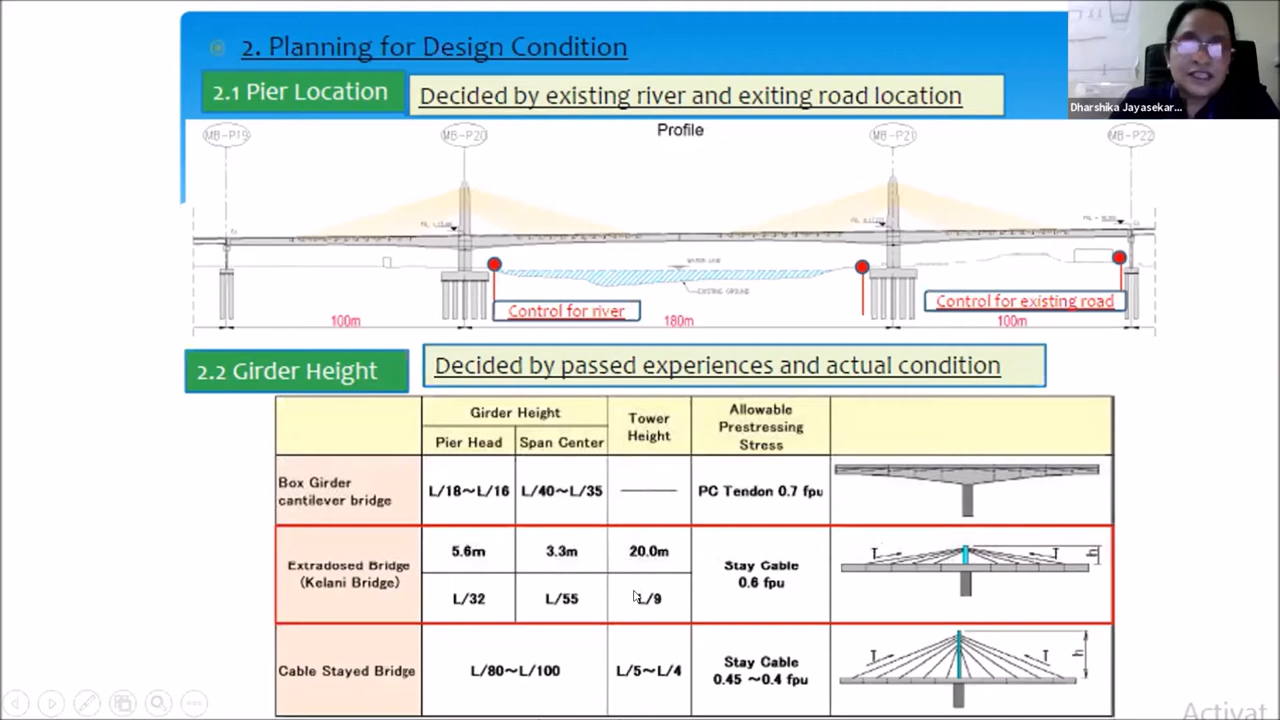 2. Planning for Design Condition
2.1 Pier Location
Decided by existing river and exiting road location
Dharshika Jayasekar...
MB-P19
MB-P20
Profile
MB-P21
MB-P22
WATER LINE
EXISTING GROUND
Control for river
Control for existing road
100m
180m
100m
2.2 Girder Height
Decided by passed experiences and actual condition
Girder Height
Tower Height
Allowable Prestressing Stress
Pier Head
Span Center
Box Girder cantilever bridge
L/18~L/16
L/40~L/35
PC Tendon 0.7 fpu
Extradosed Bridge (Kelani Bridge)
5.6m
3.3m
20.0m
Stay Cable 0.6 fpu
L/32
L/55
L/9
T
T
h
Cable Stayed Bridge
L/80~L/100
L/5~L/4
Stay Cable 0.45 ~0.4 fpu
T
T
h
Activat